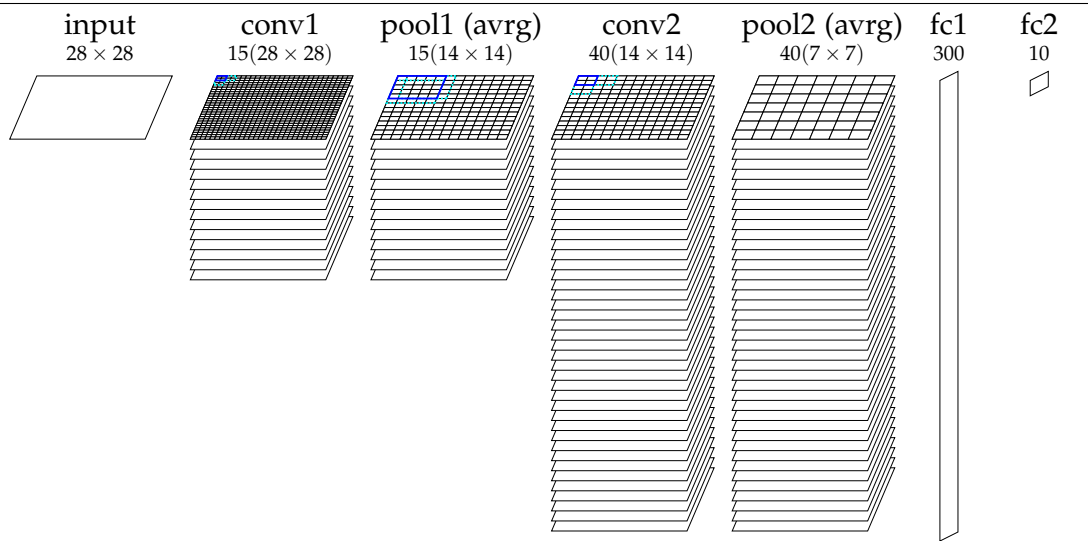 input conv1 pool1 (avrg) conv2 pool2 (avrg) fc1 fc2
28 × 28 15(28 × 28) 15(14 × 14) 40(14 × 14) 40(7 × 7) 300 10